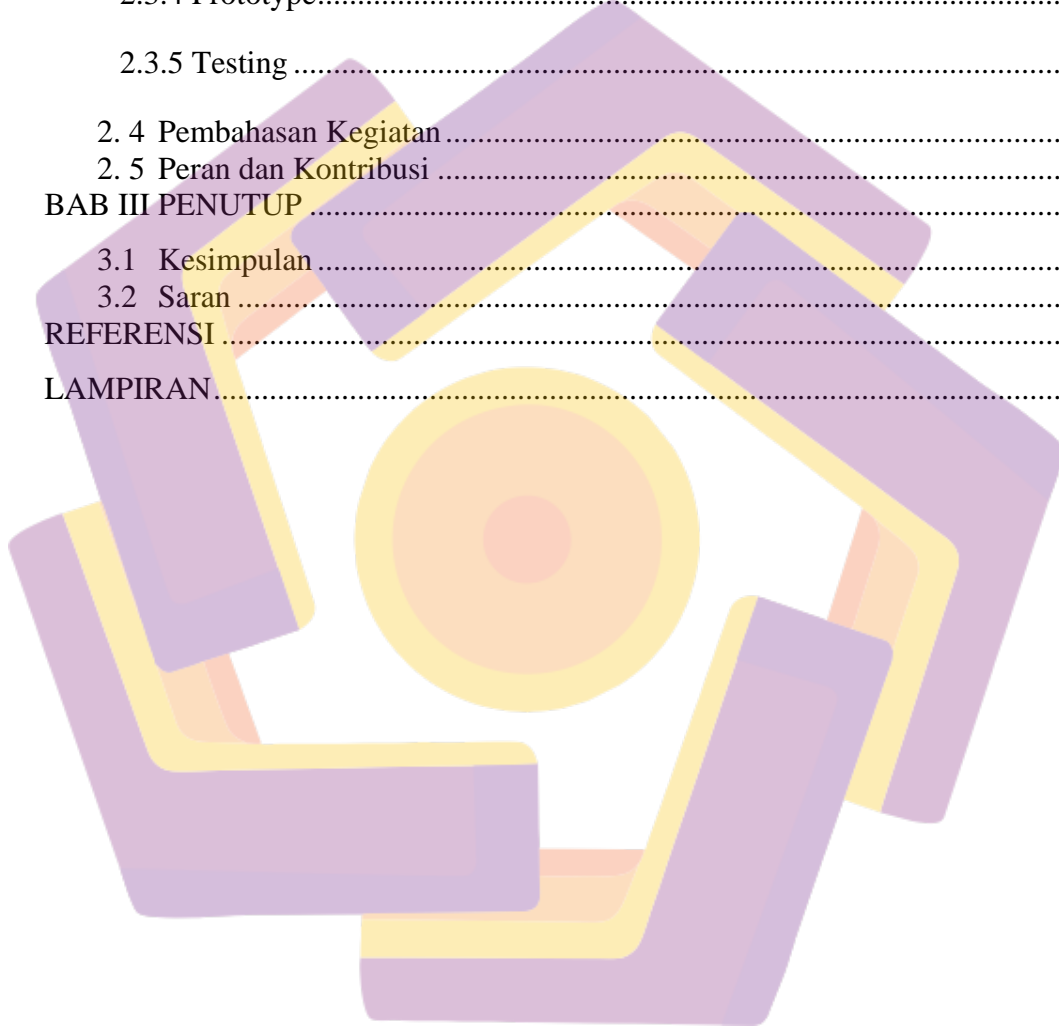 2.3.4 Prototype....................................................................................................
2.3.5 Testing ....................................................................................................
2. 4 Pembahasan Kegiatan ....................................................................................
2. 5 Peran dan Kontribusi .....................................................................................
BAB III PENUTUP ................................................................................................
3.1 Kesimpulan ..................................................................................................
3.2 Saran ...........................................................................................................
REFERENSI .........................................................................................................
LAMPIRAN...........................................................................................................